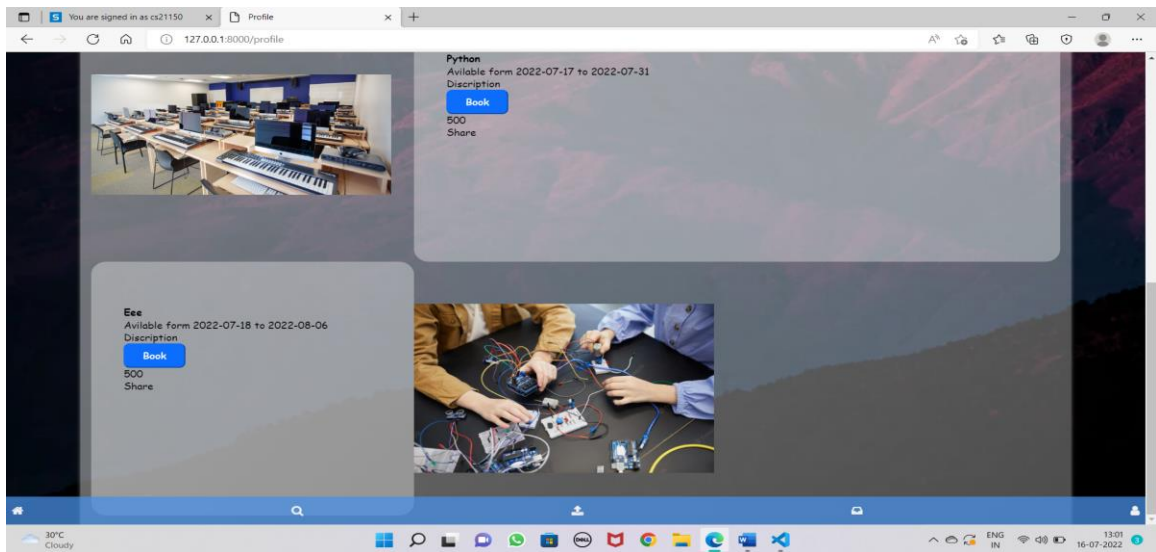 You are signed in as cs21150
Profile
127.0.0.1:8000/profile
Python
Avilable form 2022-07-17 to 2022-07-31
Discription
Book
500
Share
Eee
Avilable form 2022-07-18 to 2022-08-06
Discription
Book
500
Share
30°C
Cloudy
ENG
IN
13:01
16-07-2022
3